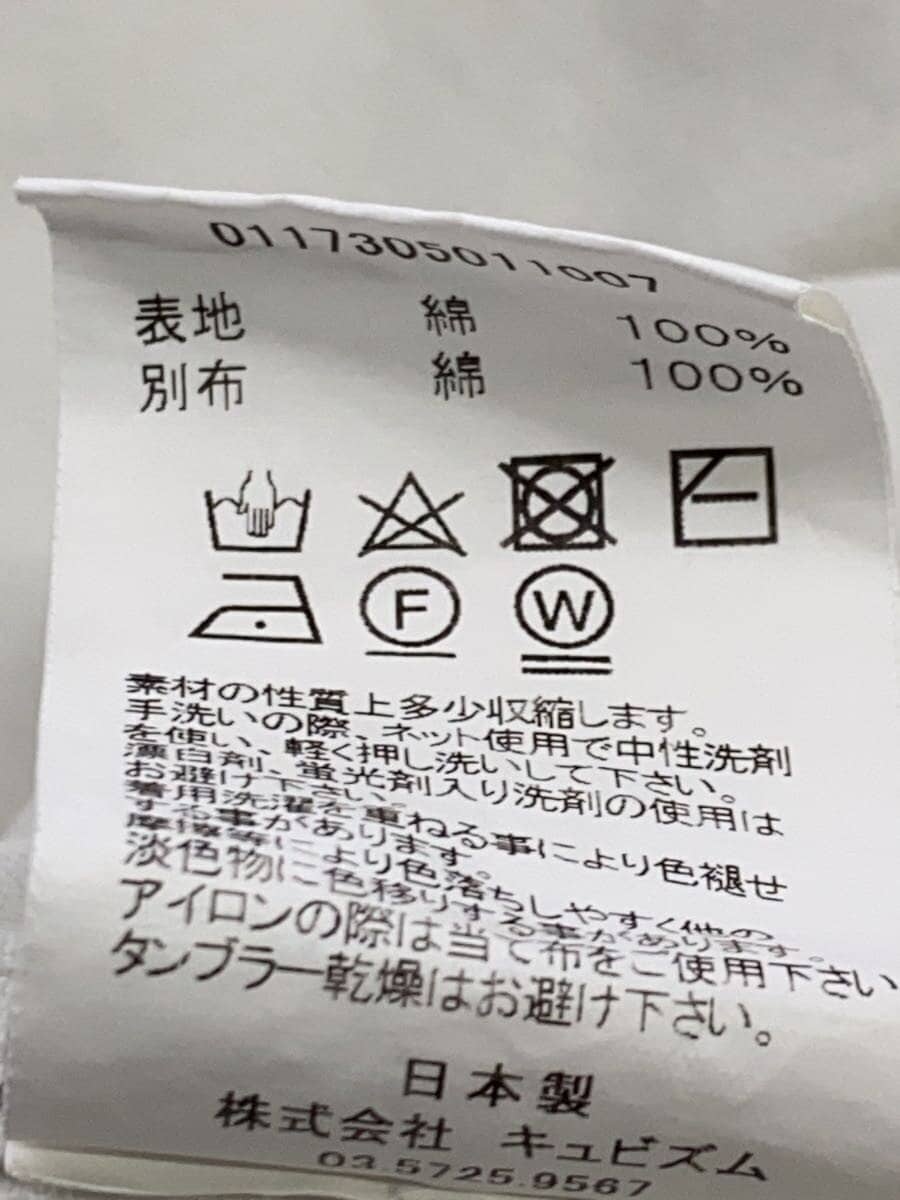 0117305011007
表地 綿 100%
別布 綿 100%
F W
素材の性質上多少収縮します。
手洗いの際、ネット使用で中性洗剤
を使い、軽く押し洗いして下さい。
漂白剤、蛍光剤入り洗剤の使用は
お避け下さい。
着用洗濯を重ねる事により色褪せ
する事があります。
摩擦等により色落ちしやすく他の
淡色物に色移りする事があります。
アイロンの際は当て布をご使用下さい
タンブラー乾燥はお避け下さい。
日本製
株式会社 キュビズム
03.5725.9567